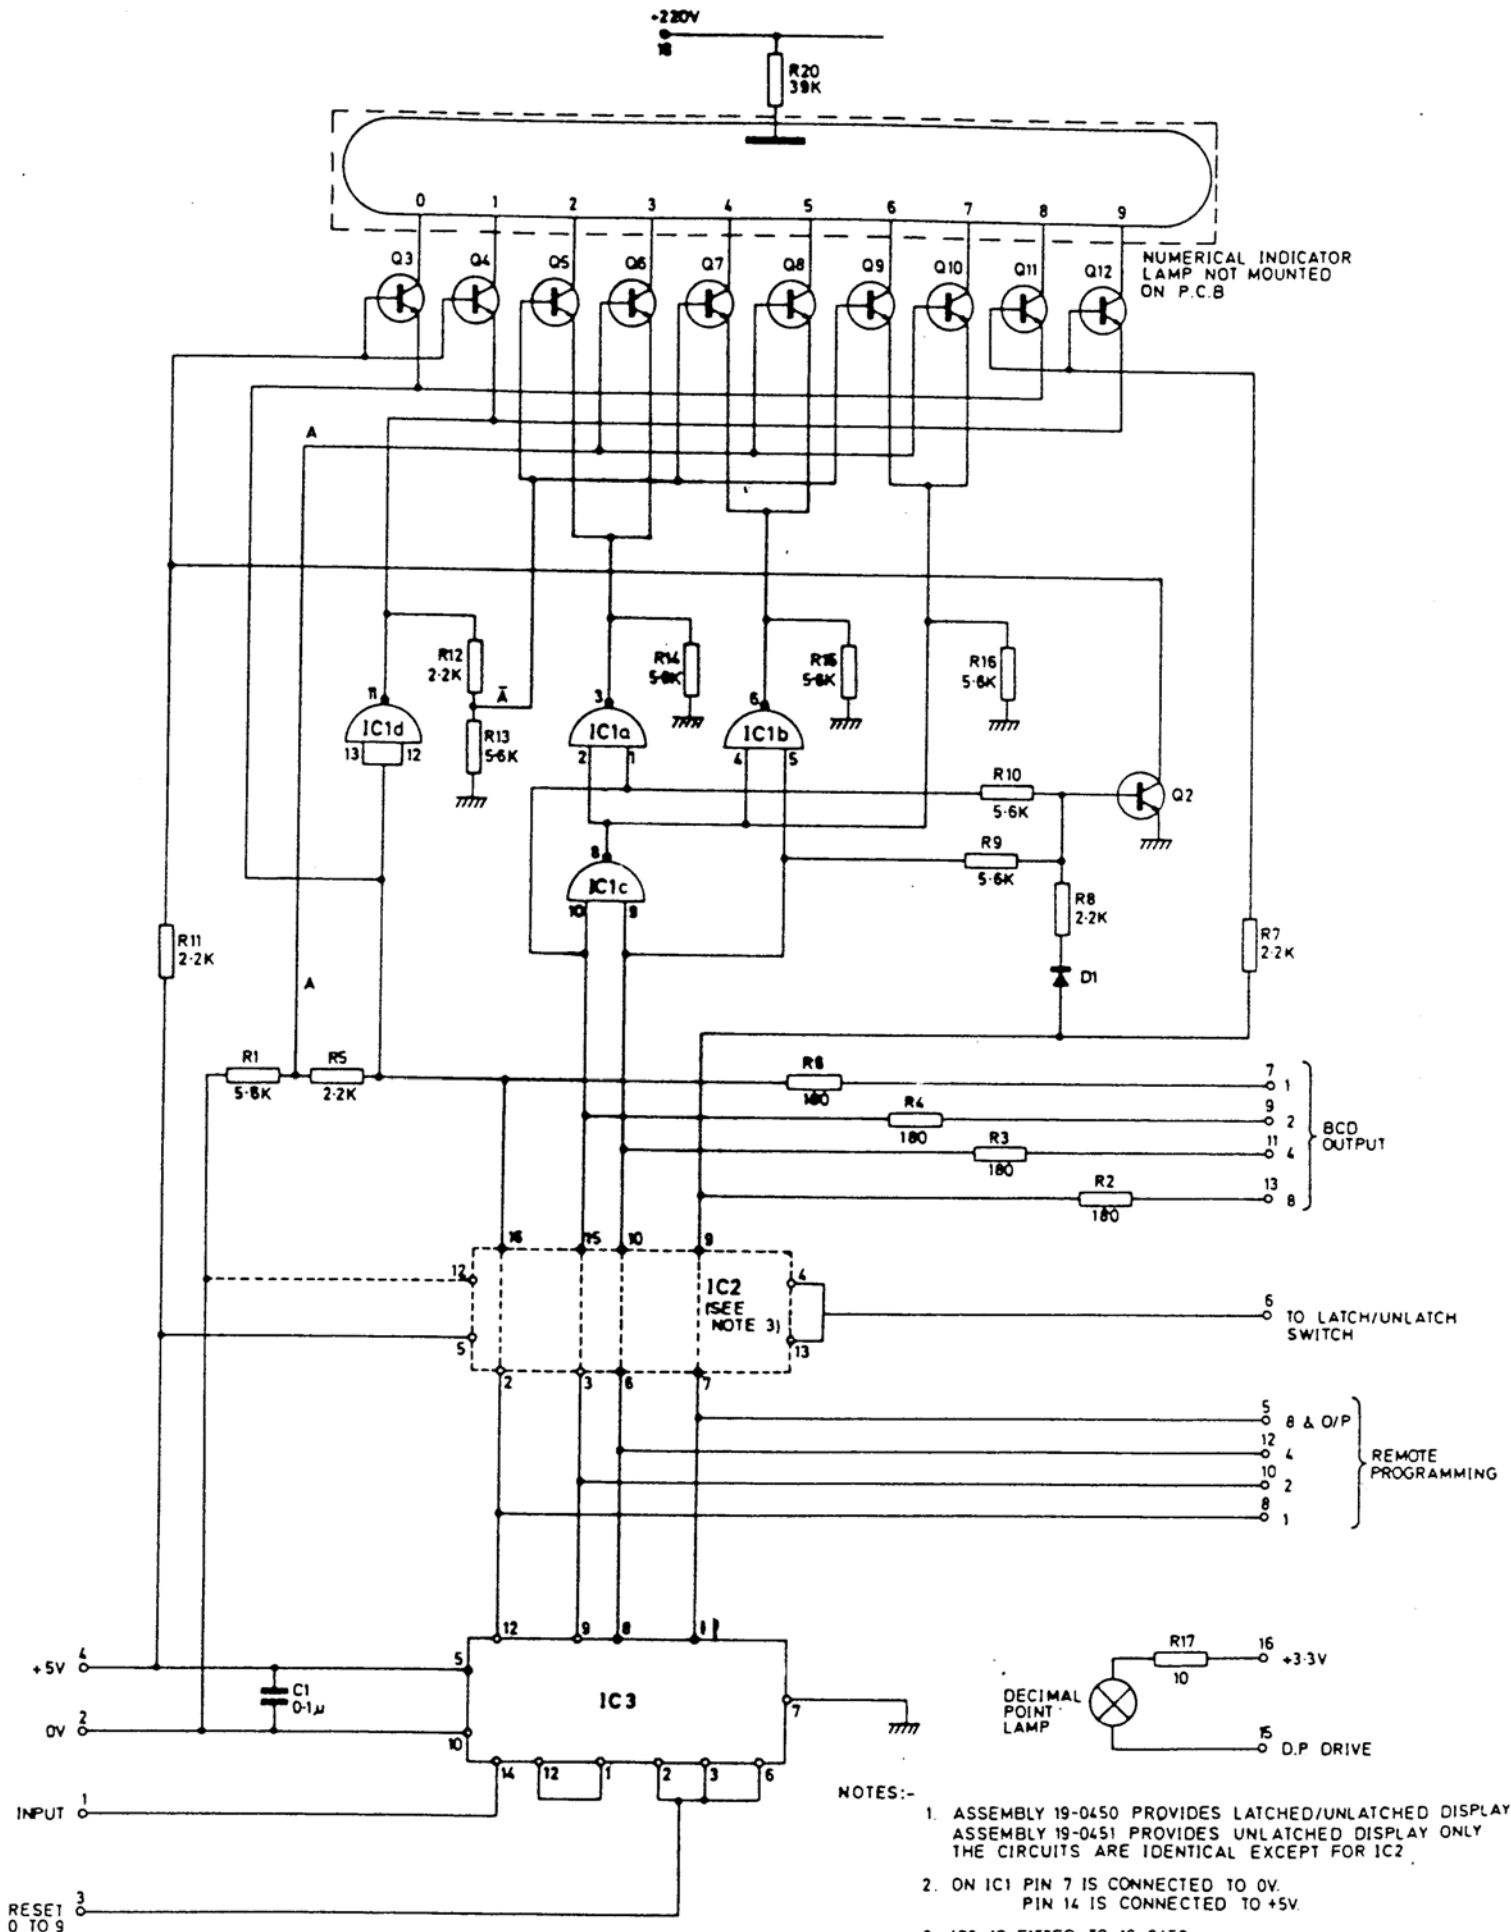 +220V
18
R20
39K
0 1 2 3 4 5 6 7 8 9
NUMERICAL INDICATOR
LAMP NOT MOUNTED
ON P.C.B
Q3 Q4 Q5 Q6 Q7 Q8 Q9 Q10 Q11 Q12
A
R12
2·2K
Ā
R13
5·6K
11
IC1d
13 12
R14
5·6K
3
IC1a
2 1
R15
5·6K
6
IC1b
4 5
R16
5·6K
R10
5·6K
Q2
R9
5·6K
R8
2·2K
D1
R7
2·2K
8
IC1c
10 9
R11
2·2K
A
R1
5·6K
R5
2·2K
R6
180
7
1
R4
180
9
2
R3
180
11
4
R2
180
13
8
BCD
OUTPUT
16 15 10 9
12
5
IC2
(SEE
NOTE 3)
4
13
2 3 6 7
6
TO LATCH/UNLATCH
SWITCH
5
8 & O/P
12
4
10
2
8
1
REMOTE
PROGRAMMING
12 9 8 11
+5V
4
5
C1
0·1µ
IC3
7
0V
2
10
14 12 1 2 3 6
INPUT
1
RESET
0 TO 9
3
R17
10
16
+3·3V
DECIMAL
POINT
LAMP
15
D.P. DRIVE
NOTES:-
1. ASSEMBLY 19-0450 PROVIDES LATCHED/UNLATCHED DISPLAY
ASSEMBLY 19-0451 PROVIDES UNLATCHED DISPLAY ONLY
THE CIRCUITS ARE IDENTICAL EXCEPT FOR IC2
2. ON IC1 PIN 7 IS CONNECTED TO 0V.
PIN 14 IS CONNECTED TO +5V.